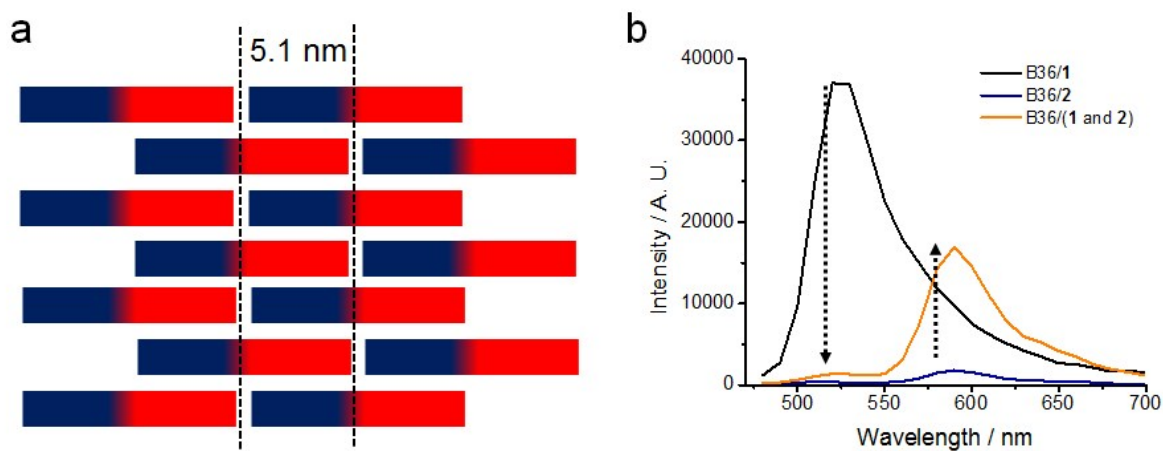 a
5.1 nm
b
B36/1
B36/2
B36/(1 and 2)
Intensity / A. U.
40000
30000
20000
10000
0
500
550
600
650
700
Wavelength / nm